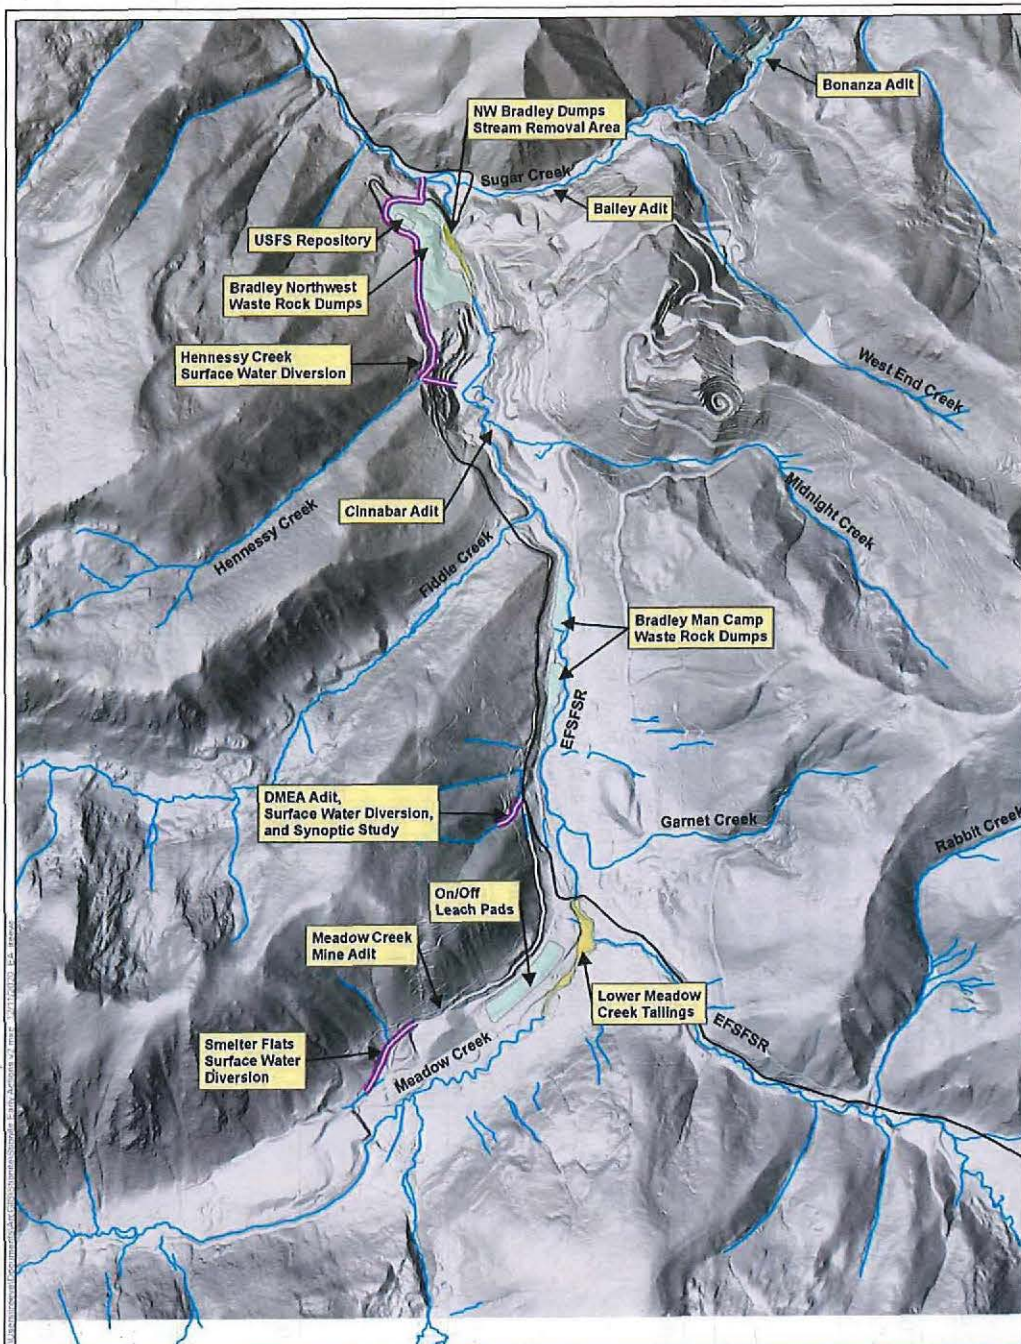 Bonanza Adit
NW Bradley Dumps
Stream Removal Area
Sugar Creek
Bailey Adit
USFS Repository
Bradley Northwest
Waste Rock Dumps
Hennessy Creek
Surface Water Diversion
West End Creek
Cinnabar Adit
Midnight Creek
Hennessy Creek
Fiddle Creek
Bradley Man Camp
Waste Rock Dumps
EFSFSR
DMEA Adit,
Surface Water Diversion,
and Synoptic Study
Garnet Creek
Rabbit Creek
On/Off
Leach Pads
Meadow Creek
Mine Adit
Lower Meadow
Creek Tailings
EFSFSR
Smelter Flats
Surface Water
Diversion
Meadow Creek